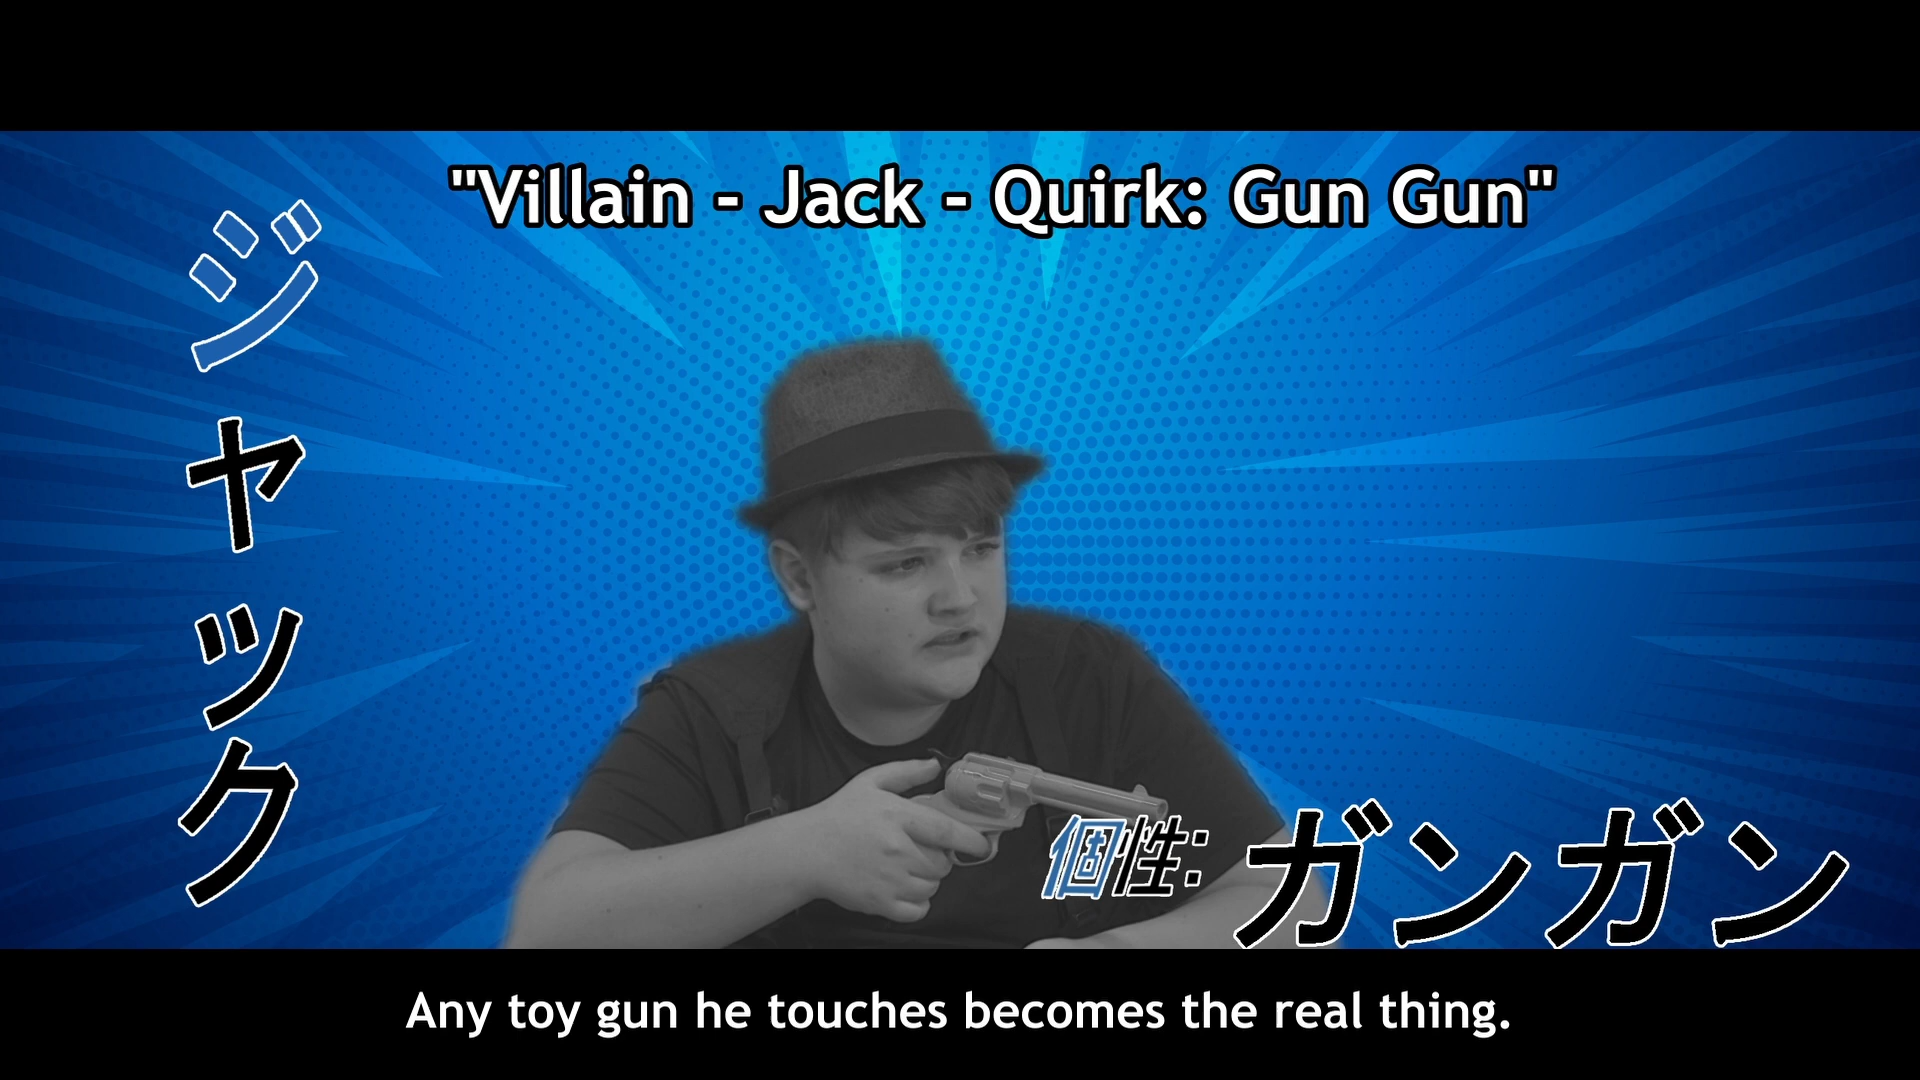 "Villain - Jack - Quirk: Gun Gun"
ジャック
個性: ガンガン
Any toy gun he touches becomes the real thing.